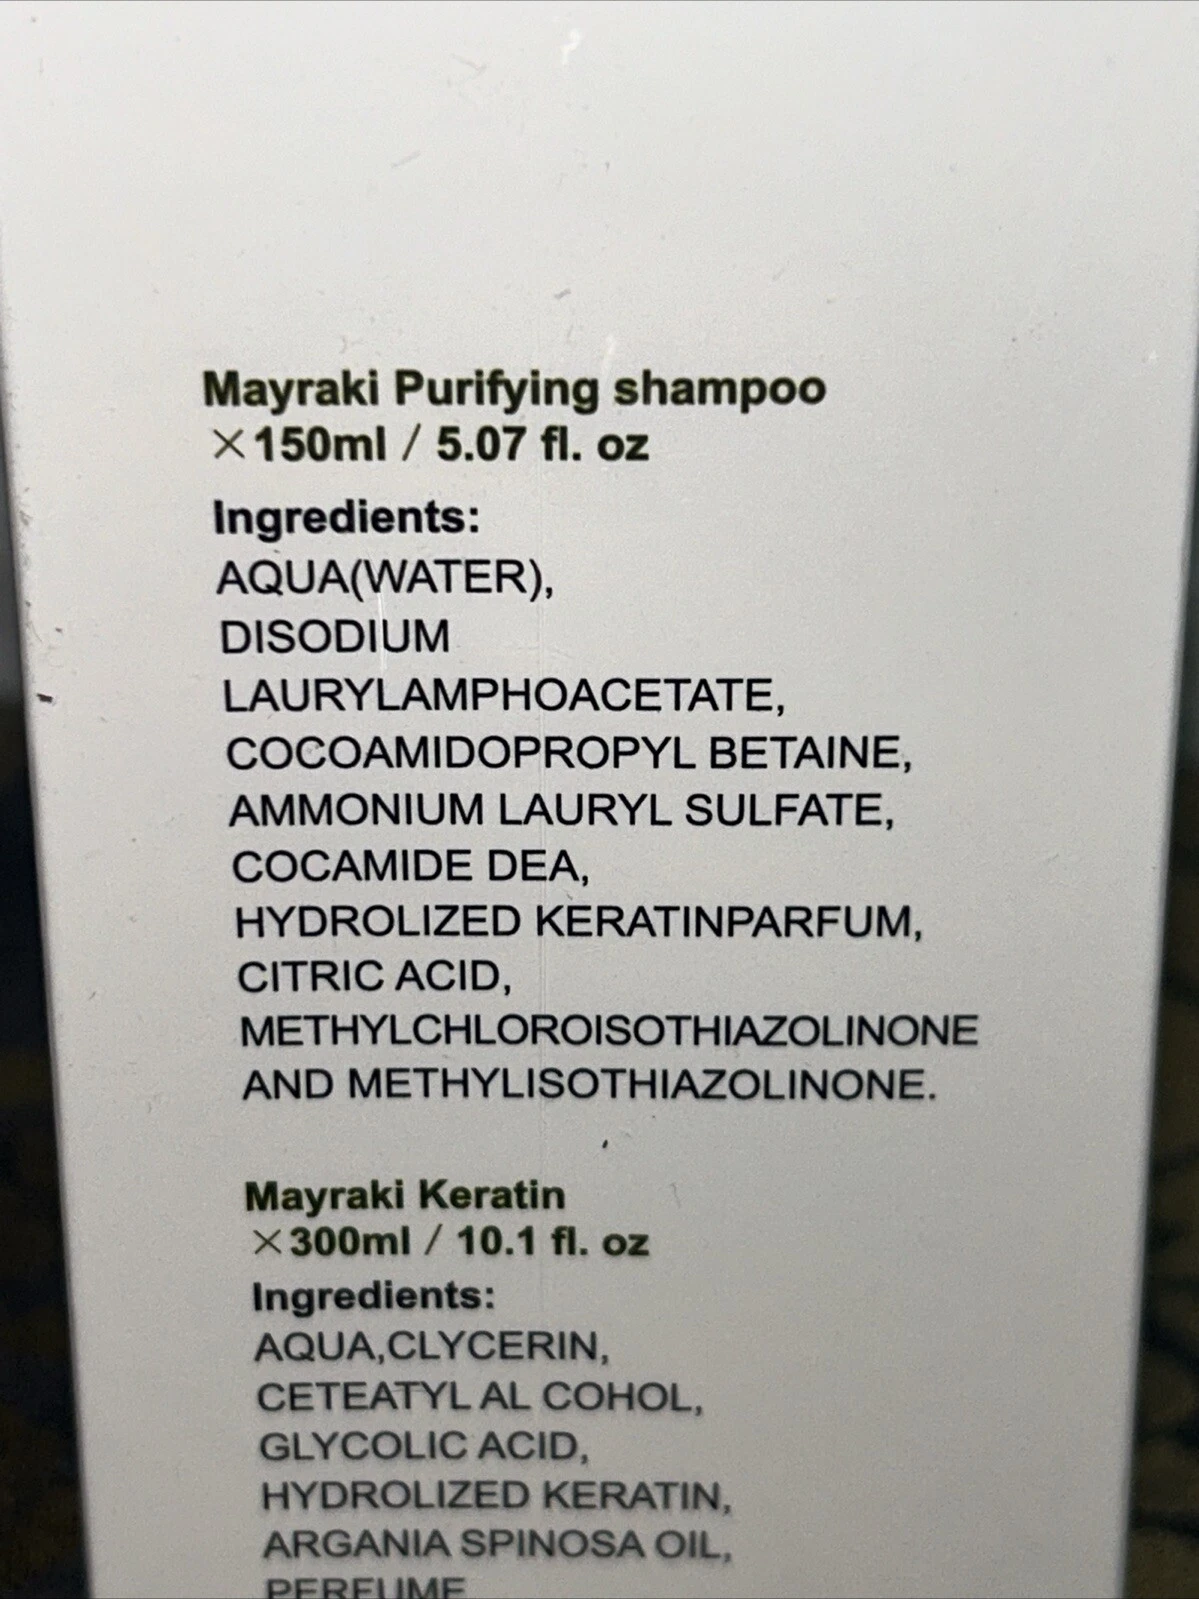 Mayraki Purifying shampoo
×150ml / 5.07 fl. oz
Ingredients:
AQUA(WATER),
DISODIUM
LAURYLAMPHOACETATE,
COCOAMIDOPROPYL BETAINE,
AMMONIUM LAURYL SULFATE,
COCAMIDE DEA,
HYDROLIZED KERATINPARFUM,
CITRIC ACID,
METHYLCHLOROISOTHIAZOLINONE
AND METHYLISOTHIAZOLINONE.
Mayraki Keratin
×300ml / 10.1 fl. oz
Ingredients:
AQUA,CLYCERIN,
CETEATYL AL COHOL,
GLYCOLIC ACID,
HYDROLIZED KERATIN,
ARGANIA SPINOSA OIL,
PERFUME